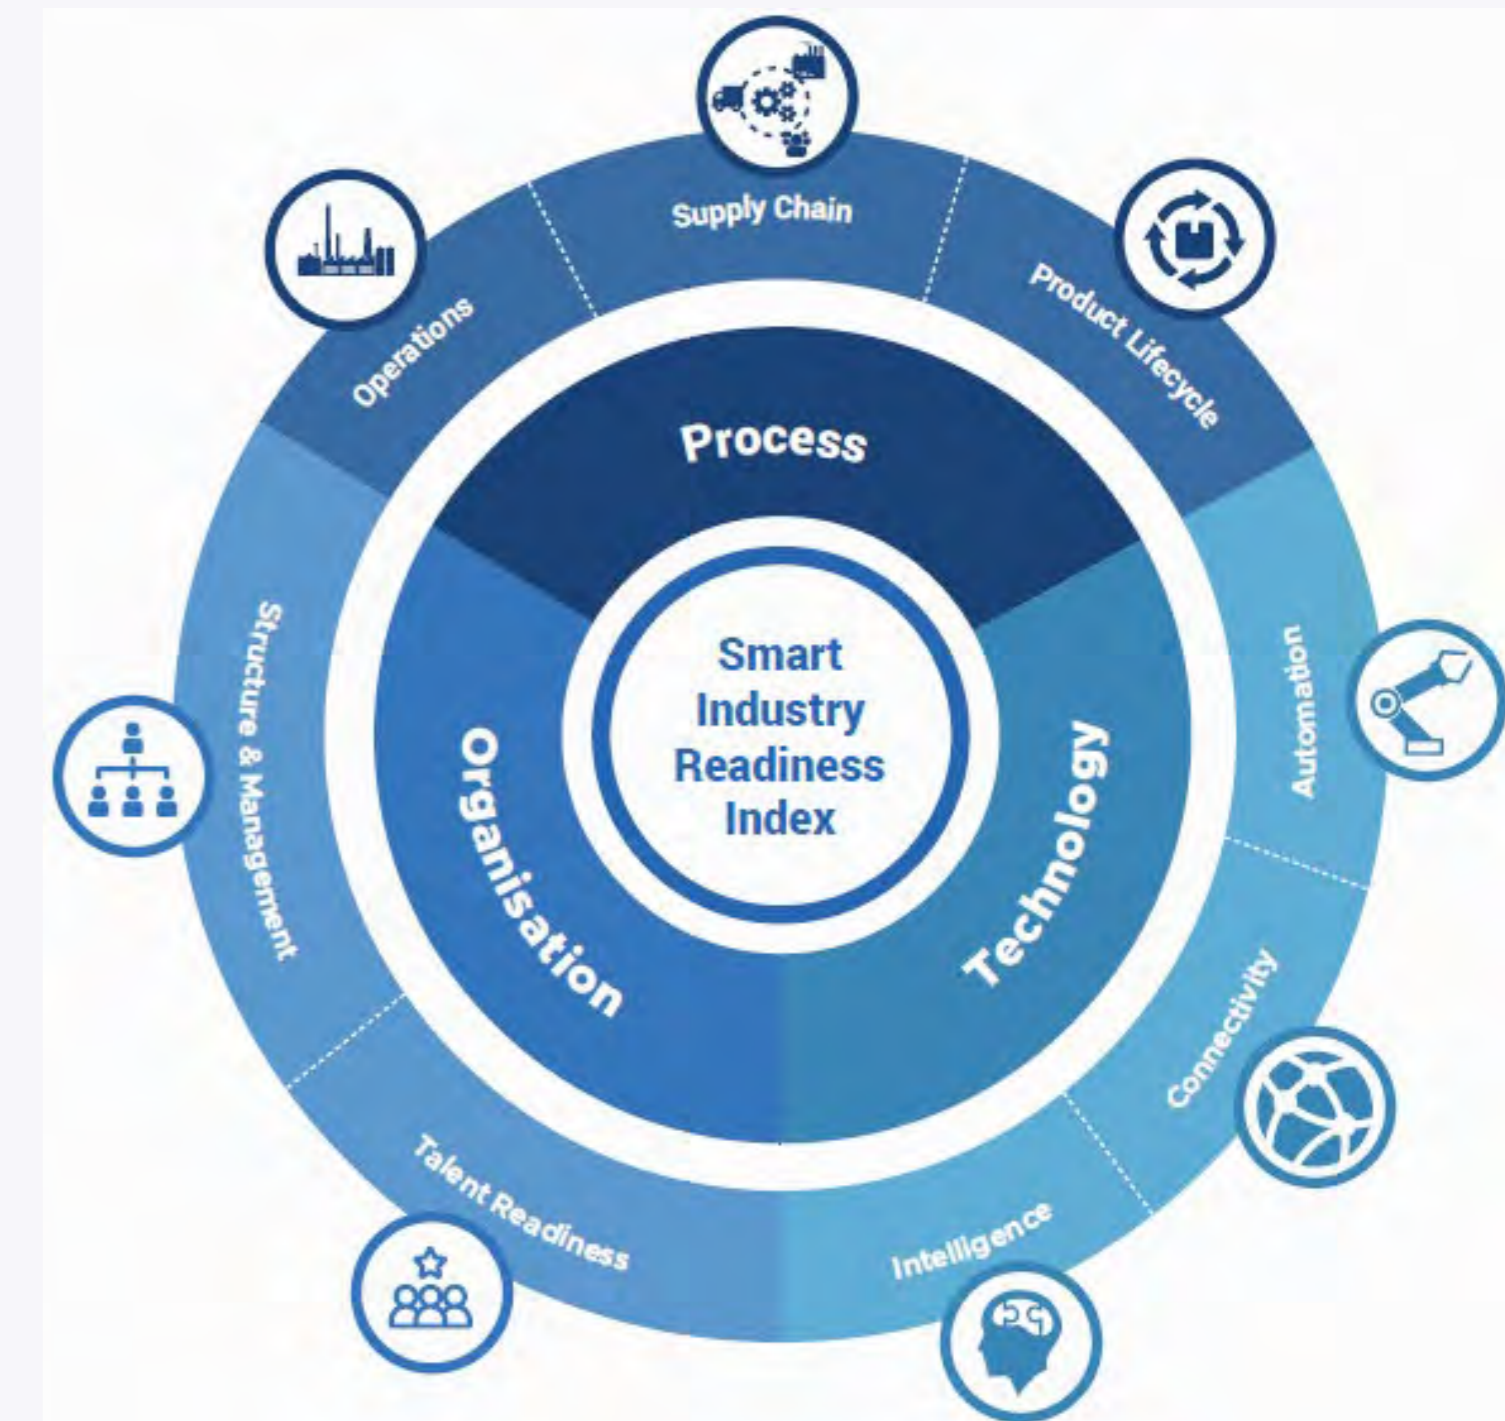 Supply Chain
Product Lifecycle
Operations
Process
Automation
Structure & Management
Smart
Industry
Readiness
Index
Organisation
Technology
Connectivity
Talent Readiness
Intelligence